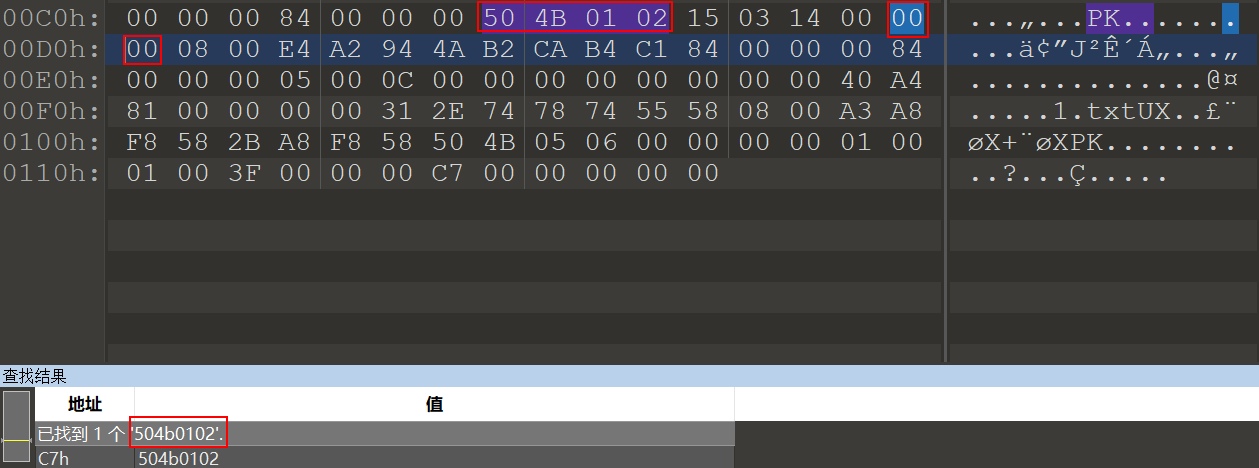 00C0h: 00 00 00 84 00 00 00 50 4B 01 02 15 03 14 00 00 ...„...PK.......
00D0h: 00 08 00 E4 A2 94 4A B2 CA B4 C1 84 00 00 00 84 ...ä¢”J²Ê´Á„...„
00E0h: 00 00 00 05 00 0C 00 00 00 00 00 00 00 00 40 A4 ..............@¤
00F0h: 81 00 00 00 00 31 2E 74 78 74 55 58 08 00 A3 A8 .....1.txtUX..£¨
0100h: F8 58 2B A8 F8 58 50 4B 05 06 00 00 00 00 01 00 øX+¨øXPK........
0110h: 01 00 3F 00 00 00 C7 00 00 00 00 00 ..?...Ç.....
查找结果
地址 值
已找到 1 个 '504b0102'.
C7h 504b0102